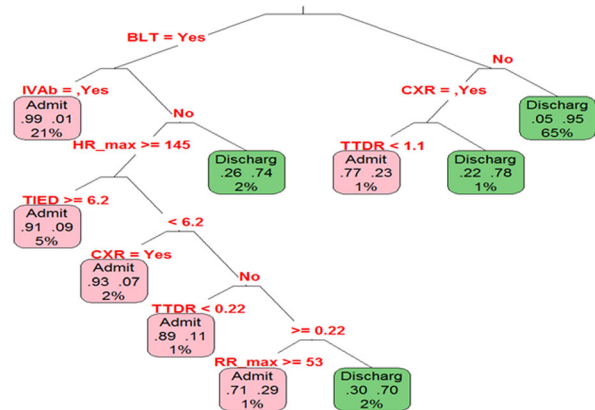 BLT = Yes
No
IVAb = ,Yes
CXR = ,Yes
Admit
.99 .01
21%
No
Discharg
.05 .95
65%
HR_max >= 145
TTDR < 1.1
Discharg
.26 .74
2%
Admit
.77 .23
1%
Discharg
.22 .78
1%
TIED >= 6.2
< 6.2
Admit
.91 .09
5%
CXR = Yes
No
Admit
.93 .07
2%
TTDR < 0.22
>= 0.22
Admit
.89 .11
1%
RR_max >= 53
Admit
.71 .29
1%
Discharg
.30 .70
2%